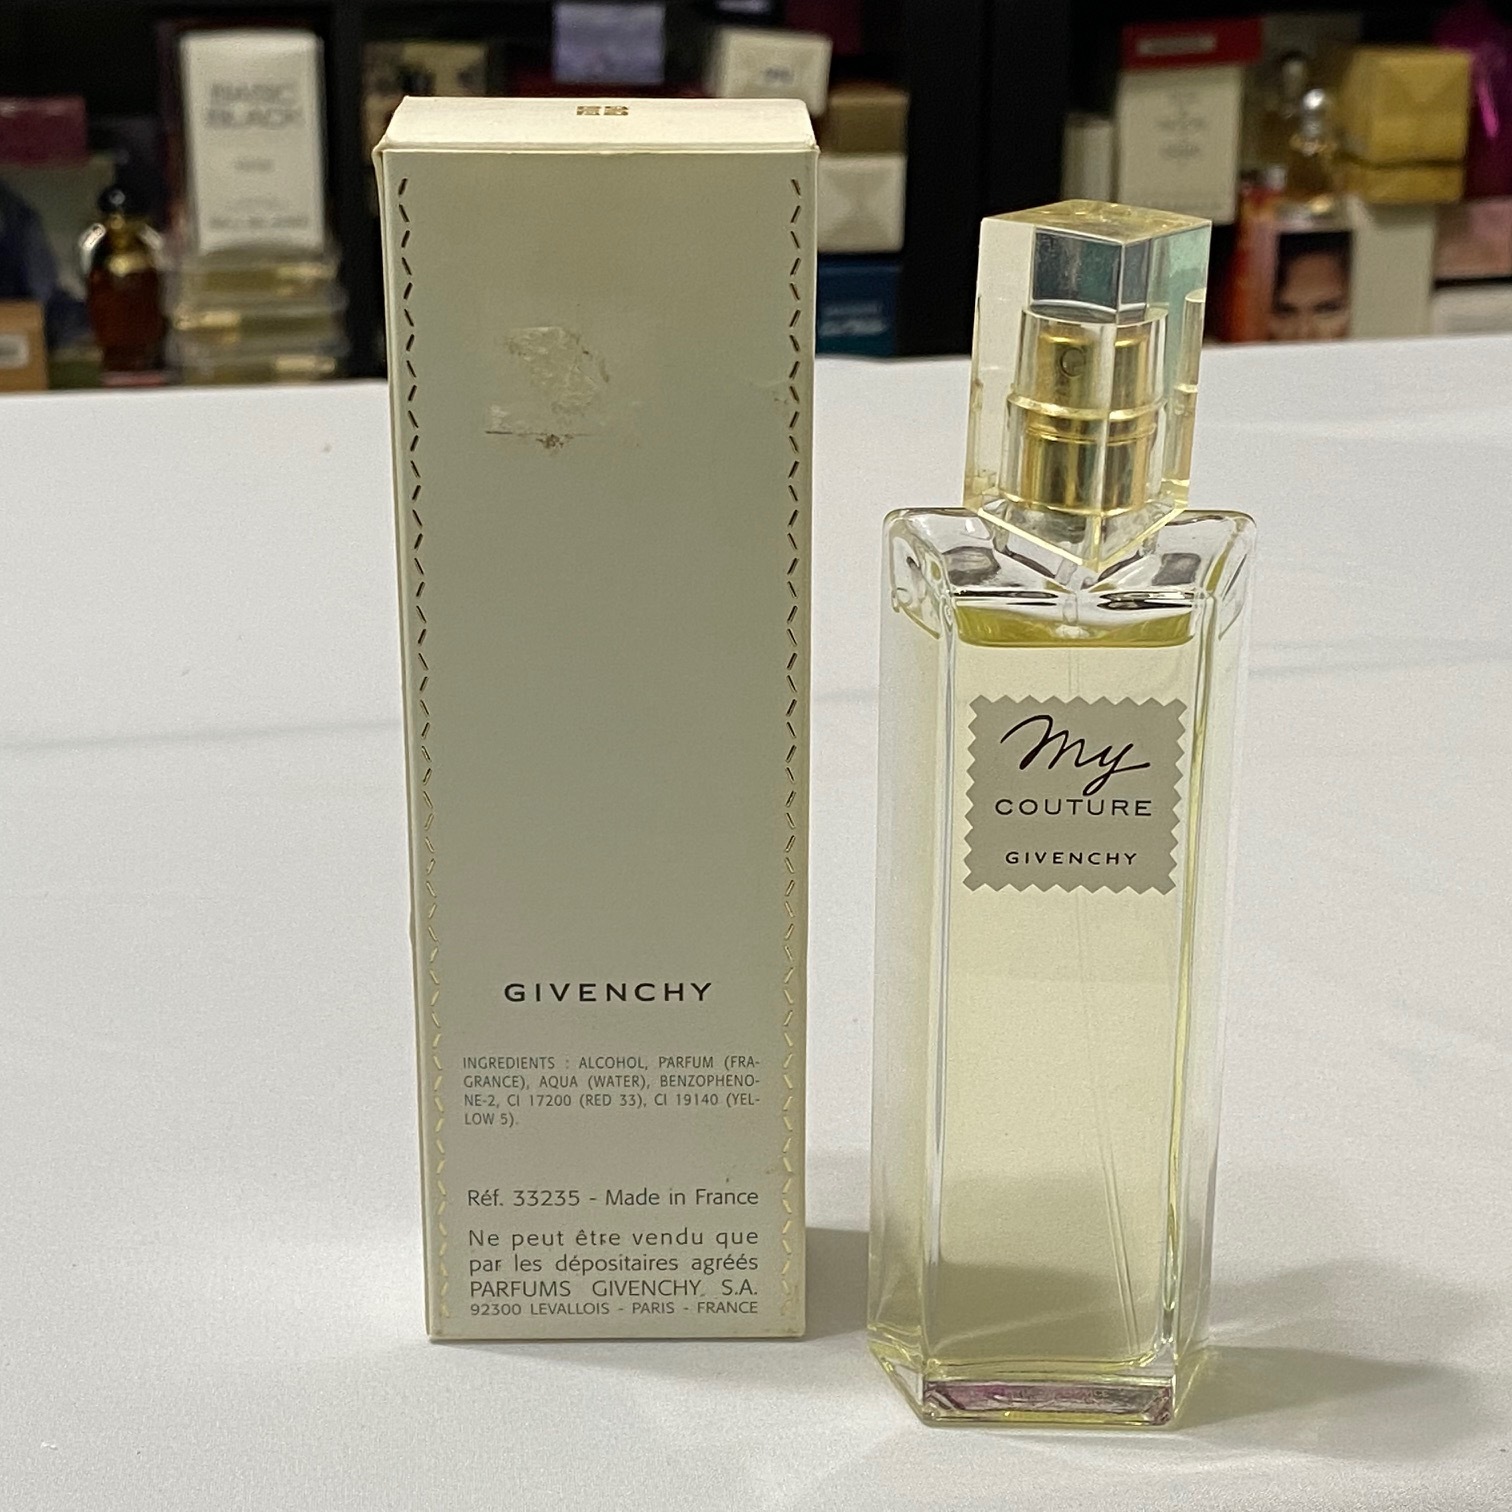 BASIC
BLACK
BILL BLASS
GIVENCHY
INGREDIENTS : ALCOHOL, PARFUM (FRA-
GRANCE), AQUA (WATER), BENZOPHENO-
NE-2, CI 17200 (RED 33), CI 19140 (YEL-
LOW 5).
Réf. 33235 - Made in France
Ne peut être vendu que
par les dépositaires agréés
PARFUMS GIVENCHY S.A.
92300 LEVALLOIS - PARIS - FRANCE
My
COUTURE
GIVENCHY